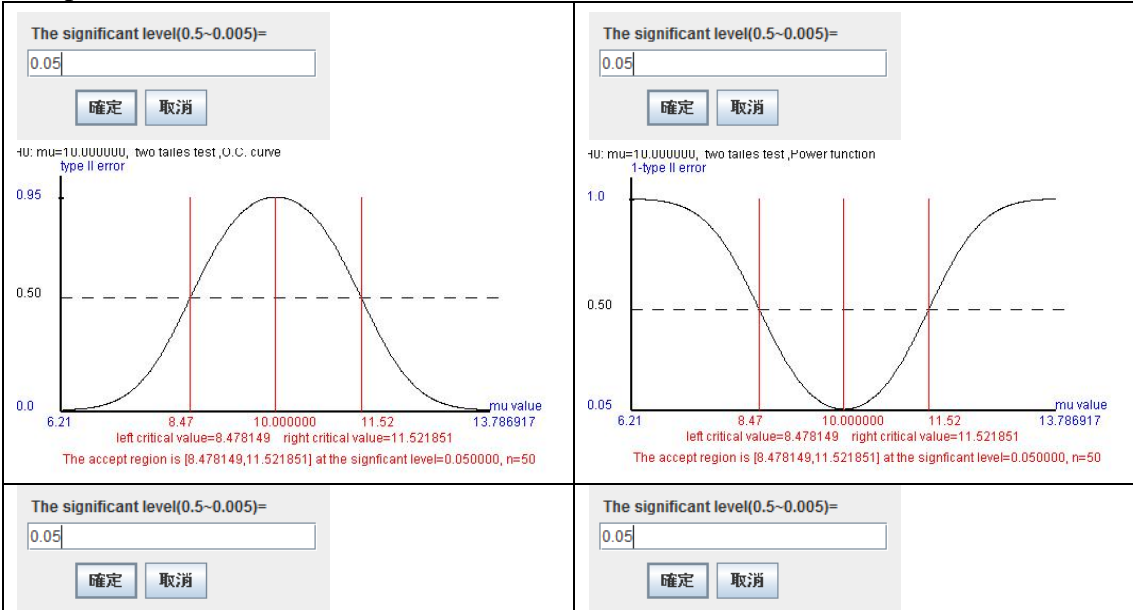 The significant level(0.5~0.005)=
0.05
確定 取消
H0: mu=10.000000, two tailes test ,O.C. curve
type II error
0.95
0.50
0.0
mu value
6.21 8.47 10.000000 11.52 13.786917
left critical value=8.478149 right critical value=11.521851
The accept region is [8.478149,11.521851] at the signficant level=0.050000, n=50
The significant level(0.5~0.005)=
0.05
確定 取消
H0: mu=10.000000, two tailes test ,Power function
1-type II error
1.0
0.50
0.05
mu value
6.21 8.47 10.000000 11.52 13.786917
left critical value=8.478149 right critical value=11.521851
The accept region is [8.478149,11.521851] at the signficant level=0.050000, n=50
The significant level(0.5~0.005)=
0.05
確定 取消
The significant level(0.5~0.005)=
0.05
確定 取消